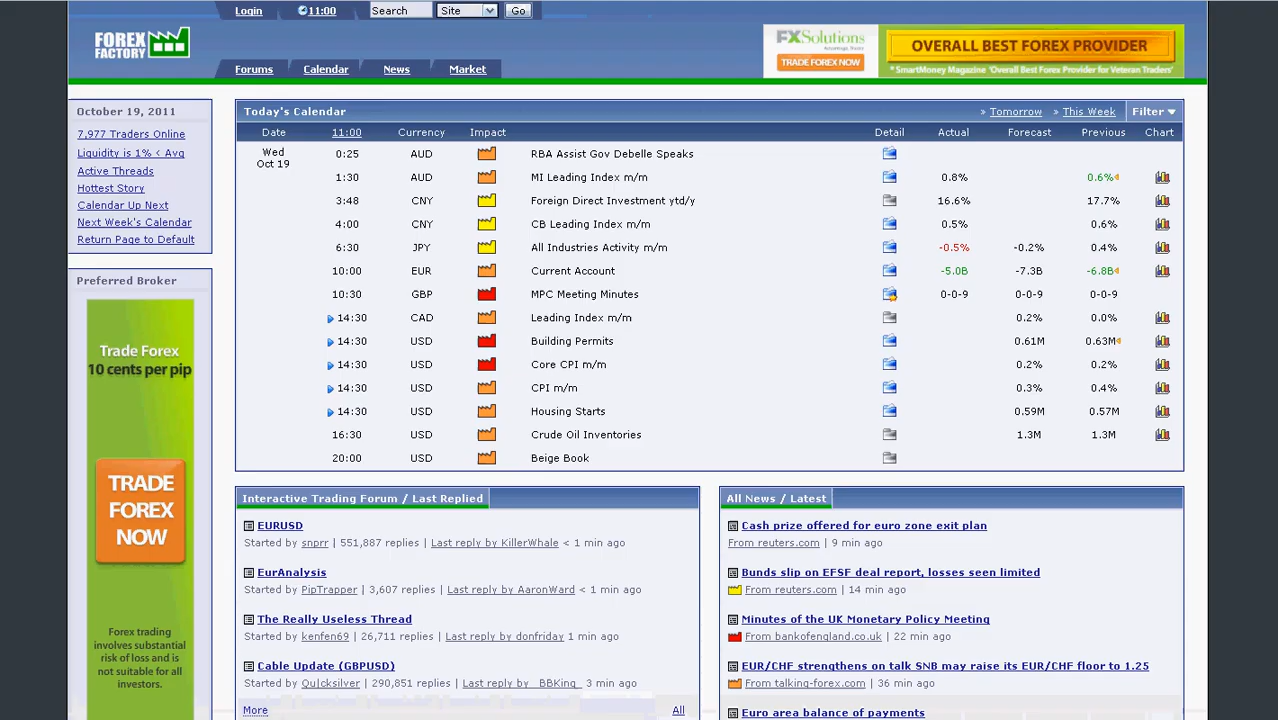 Login 11:00 Search Site Go
FOREX FACTORY
Forums Calendar News Market
FXSolutions
TRADE FOREX NOW
OVERALL BEST FOREX PROVIDER
* SmartMoney Magazine 'Overall Best Forex Provider for Veteran Traders'
October 19, 2011
7,977 Traders Online
Liquidity is 1% < Avg
Active Threads
Hottest Story
Calendar Up Next
Next Week's Calendar
Return Page to Default
Preferred Broker
Trade Forex
10 cents per pip
TRADE
FOREX
NOW
Forex trading
involves substantial
risk of loss and is
not suitable for all
investors.
Today's Calendar » Tomorrow » This Week Filter
Date 11:00 Currency Impact Detail Actual Forecast Previous Chart
Wed
Oct 19
0:25 AUD RBA Assist Gov Debelle Speaks
1:30 AUD MI Leading Index m/m 0.8% 0.6%
3:48 CNY Foreign Direct Investment ytd/y 16.6% 17.7%
4:00 CNY CB Leading Index m/m 0.5% 0.6%
6:30 JPY All Industries Activity m/m -0.5% -0.2% 0.4%
10:00 EUR Current Account -5.0B -7.3B -6.8B
10:30 GBP MPC Meeting Minutes 0-0-9 0-0-9 0-0-9
14:30 CAD Leading Index m/m 0.2% 0.0%
14:30 USD Building Permits 0.61M 0.63M
14:30 USD Core CPI m/m 0.2% 0.2%
14:30 USD CPI m/m 0.3% 0.4%
14:30 USD Housing Starts 0.59M 0.57M
16:30 USD Crude Oil Inventories 1.3M 1.3M
20:00 USD Beige Book
Interactive Trading Forum / Last Replied
EURUSD
Started by snprr | 551,887 replies | Last reply by KillerWhale < 1 min ago
EurAnalysis
Started by PipTrapper | 3,607 replies | Last reply by AaronWard < 1 min ago
The Really Useless Thread
Started by kenfen69 | 26,711 replies | Last reply by donfriday 1 min ago
Cable Update (GBPUSD)
Started by Qulcksilver | 290,851 replies | Last reply by _BBKing_ 3 min ago
More All
All News / Latest
Cash prize offered for euro zone exit plan
From reuters.com | 9 min ago
Bunds slip on EFSF deal report, losses seen limited
From reuters.com | 14 min ago
Minutes of the UK Monetary Policy Meeting
From bankofengland.co.uk | 22 min ago
EUR/CHF strengthens on talk SNB may raise its EUR/CHF floor to 1.25
From talking-forex.com | 36 min ago
Euro area balance of payments